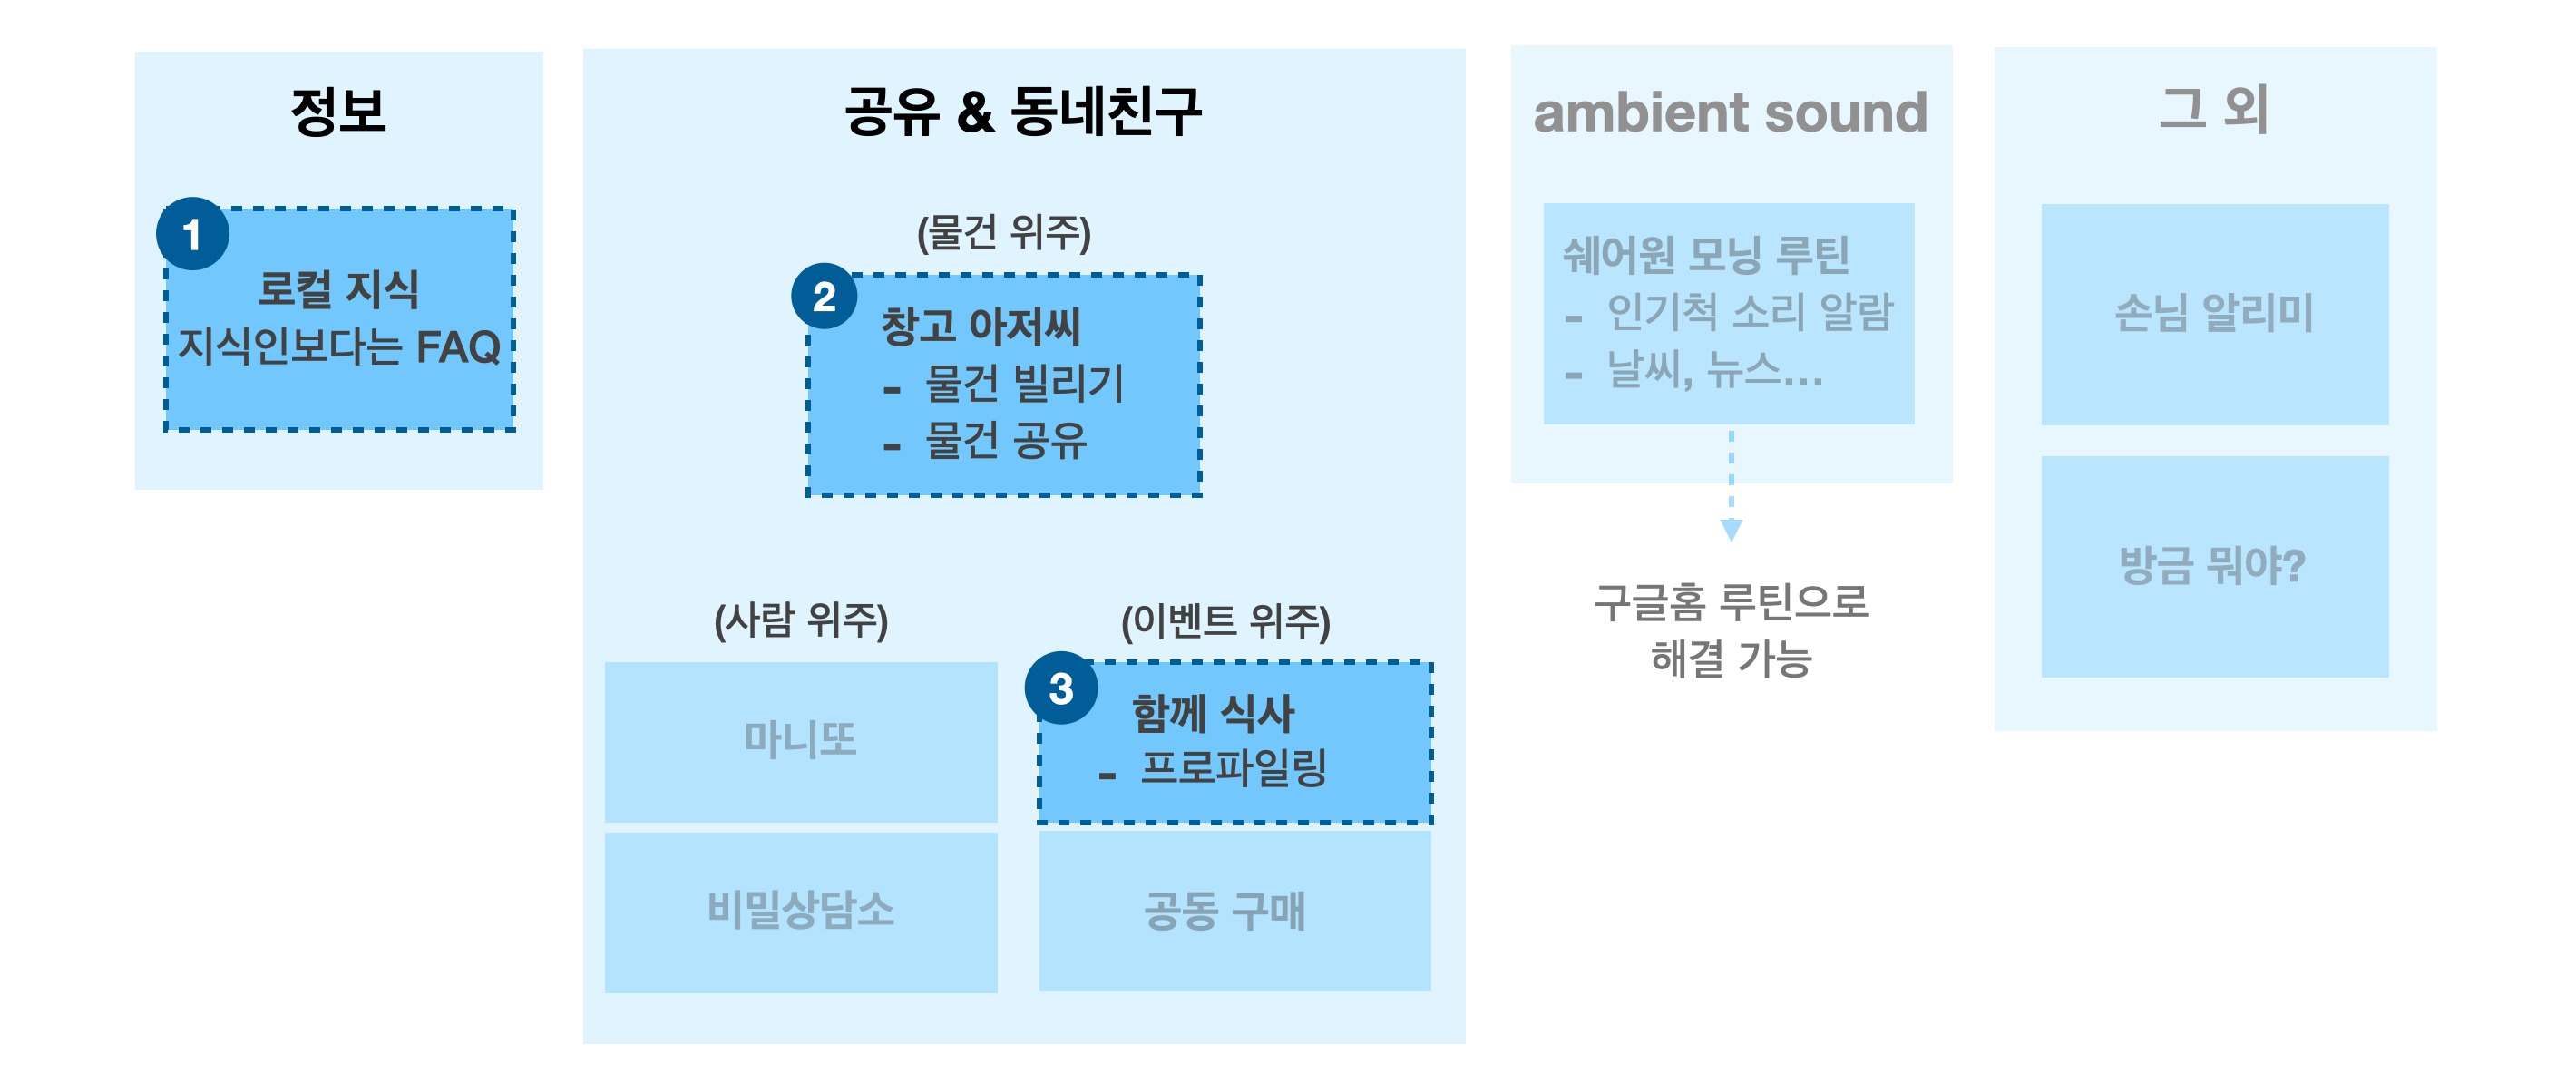 정보
1
로컬 지식
지식인보다는 FAQ
공유 & 동네친구
(물건 위주)
2
창고 아저씨
- 물건 빌리기
- 물건 공유
(사람 위주)
마니또
비밀상담소
(이벤트 위주)
3
함께 식사
- 프로파일링
공동 구매
ambient sound
쉐어원 모닝 루틴
- 인기척 소리 알람
- 날씨, 뉴스...
구글홈 루틴으로
해결 가능
그 외
손님 알리미
방금 뭐야?